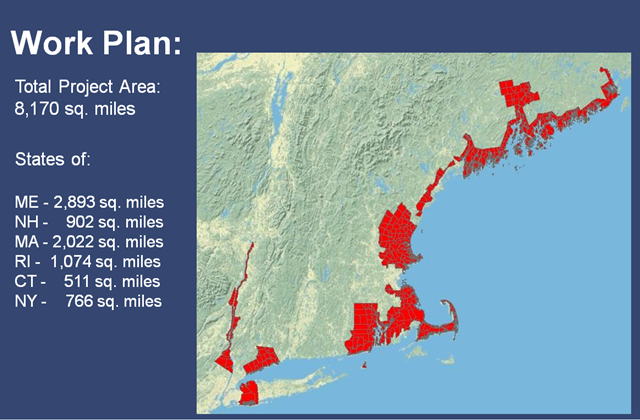 Work Plan:
Total Project Area:
8,170 sq. miles
States of:
ME - 2,893 sq. miles
NH - 902 sq. miles
MA - 2,022 sq. miles
RI - 1,074 sq. miles
CT - 511 sq. miles
NY - 766 sq. miles